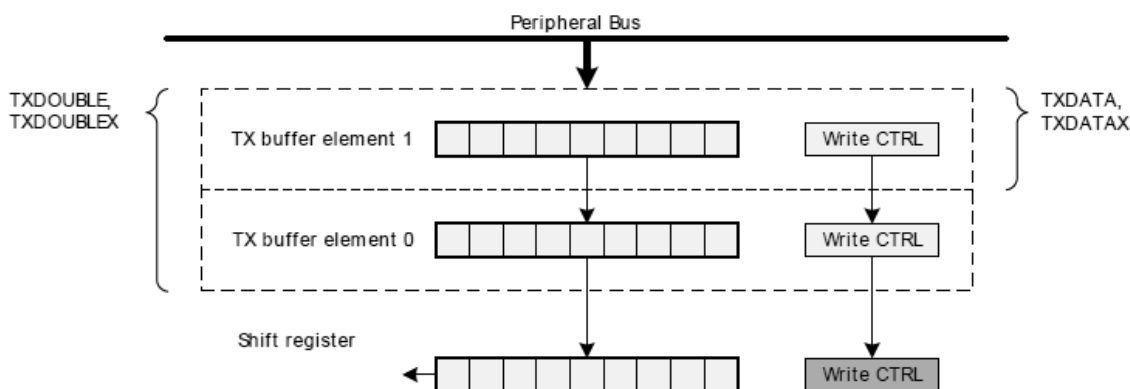 Peripheral Bus
TXDOUBLE,
TXDOUBLEX
TXDATA,
TXDATAX
TX buffer element 1
Write CTRL
TX buffer element 0
Write CTRL
Shift register
Write CTRL